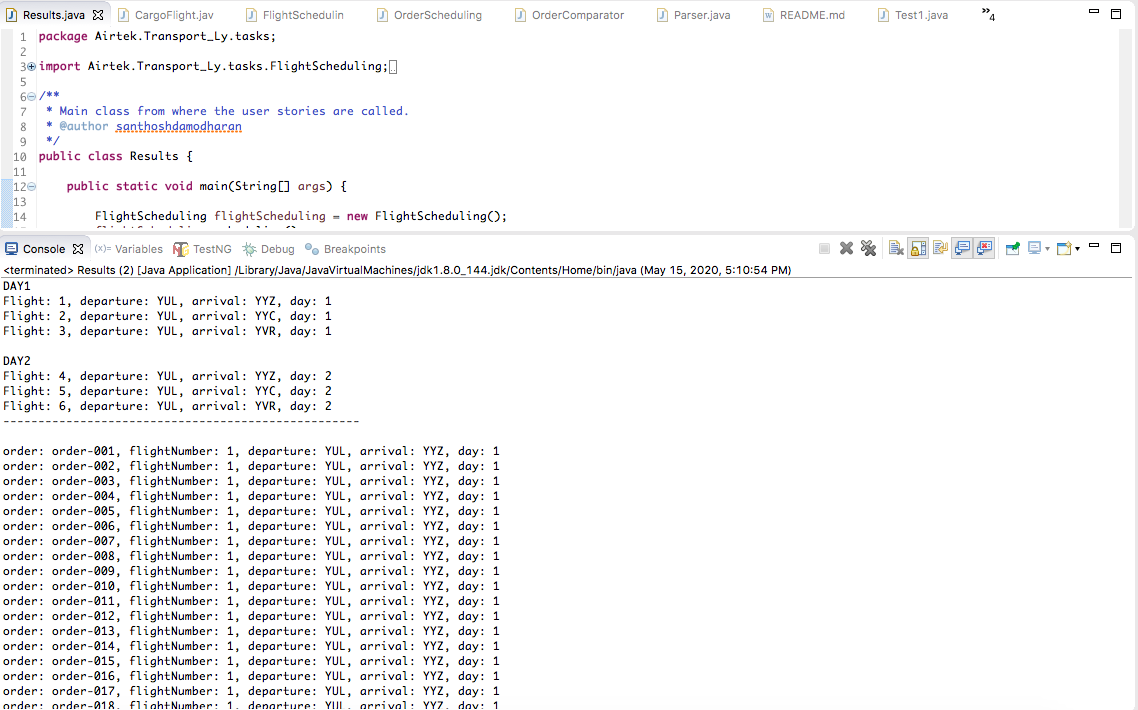 Results.java CargoFlight.jav FlightSchedulin OrderScheduling OrderComparator Parser.java README.md Test1.java »4
1 package Airtek.Transport_Ly.tasks;
2
3 import Airtek.Transport_Ly.tasks.FlightScheduling;
5
6 /**
7 * Main class from where the user stories are called.
8 * @author santhoshdamodharan
9 */
10 public class Results {
11
12 public static void main(String[] args) {
13
14 FlightScheduling flightScheduling = new FlightScheduling();
Console (x)= Variables TestNG Debug Breakpoints
<terminated> Results (2) [Java Application] /Library/Java/JavaVirtualMachines/jdk1.8.0_144.jdk/Contents/Home/bin/java (May 15, 2020, 5:10:54 PM)
DAY1
Flight: 1, departure: YUL, arrival: YYZ, day: 1
Flight: 2, departure: YUL, arrival: YYC, day: 1
Flight: 3, departure: YUL, arrival: YVR, day: 1
DAY2
Flight: 4, departure: YUL, arrival: YYZ, day: 2
Flight: 5, departure: YUL, arrival: YYC, day: 2
Flight: 6, departure: YUL, arrival: YVR, day: 2
---------------------------------------------------
order: order-001, flightNumber: 1, departure: YUL, arrival: YYZ, day: 1
order: order-002, flightNumber: 1, departure: YUL, arrival: YYZ, day: 1
order: order-003, flightNumber: 1, departure: YUL, arrival: YYZ, day: 1
order: order-004, flightNumber: 1, departure: YUL, arrival: YYZ, day: 1
order: order-005, flightNumber: 1, departure: YUL, arrival: YYZ, day: 1
order: order-006, flightNumber: 1, departure: YUL, arrival: YYZ, day: 1
order: order-007, flightNumber: 1, departure: YUL, arrival: YYZ, day: 1
order: order-008, flightNumber: 1, departure: YUL, arrival: YYZ, day: 1
order: order-009, flightNumber: 1, departure: YUL, arrival: YYZ, day: 1
order: order-010, flightNumber: 1, departure: YUL, arrival: YYZ, day: 1
order: order-011, flightNumber: 1, departure: YUL, arrival: YYZ, day: 1
order: order-012, flightNumber: 1, departure: YUL, arrival: YYZ, day: 1
order: order-013, flightNumber: 1, departure: YUL, arrival: YYZ, day: 1
order: order-014, flightNumber: 1, departure: YUL, arrival: YYZ, day: 1
order: order-015, flightNumber: 1, departure: YUL, arrival: YYZ, day: 1
order: order-016, flightNumber: 1, departure: YUL, arrival: YYZ, day: 1
order: order-017, flightNumber: 1, departure: YUL, arrival: YYZ, day: 1
order: order-018, flightNumber: 1, departure: YUL, arrival: YYZ, day: 1